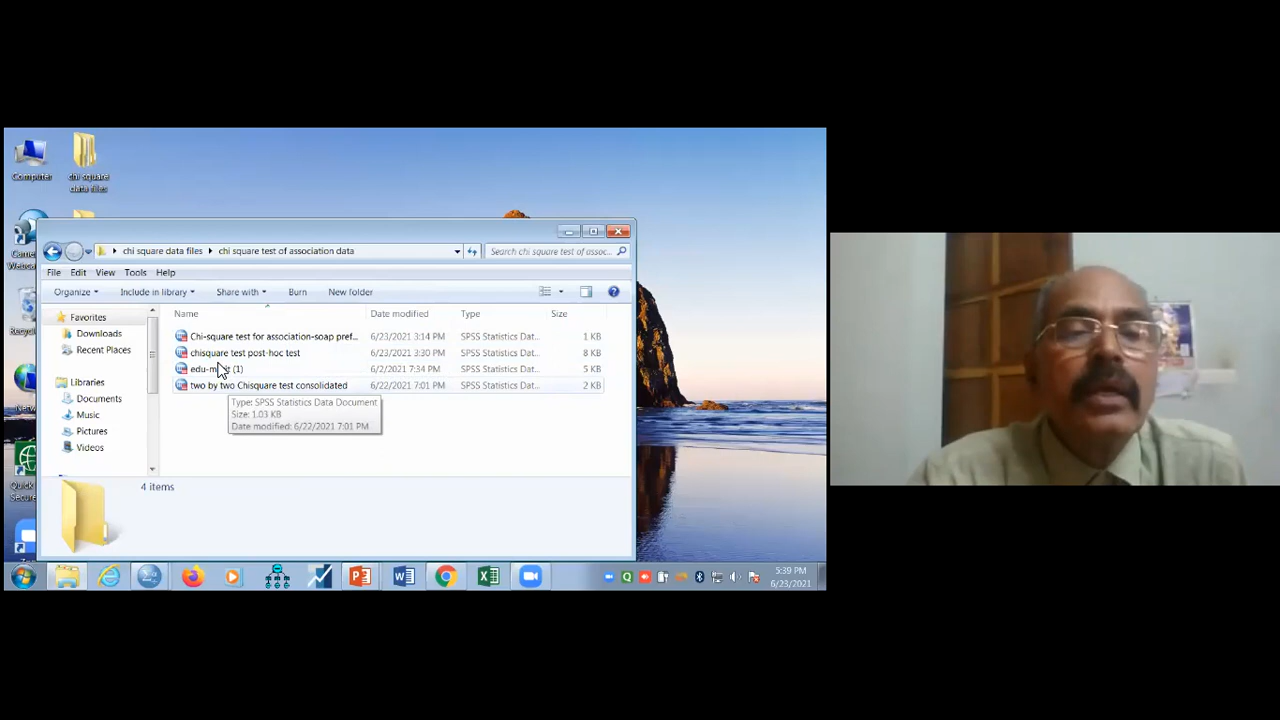 Computer
chi square
data files
chi square data files
chi square test of association data
Search chi square test of assoc...
File Edit View Tools Help
Organize Include in library Share with Burn New folder
Favorites
Downloads
Recent Places
Libraries
Documents
Music
Pictures
Videos
Name Date modified Type Size
Chi-square test for association-soap pref... 6/23/2021 3:14 PM SPSS Statistics Dat... 1 KB
chisquare test post-hoc test 6/23/2021 3:30 PM SPSS Statistics Dat... 8 KB
(1) 6/22/2021 7:34 PM SPSS Statistics Dat... 5 KB
two by two Chisquare test consolidated 6/22/2021 7:01 PM SPSS Statistics Dat... 2 KB
Type: SPSS Statistics Data Document
Size: 1.03 KB
Date modified: 6/22/2021 7:01 PM
4 items
5:39 PM
6/23/2021